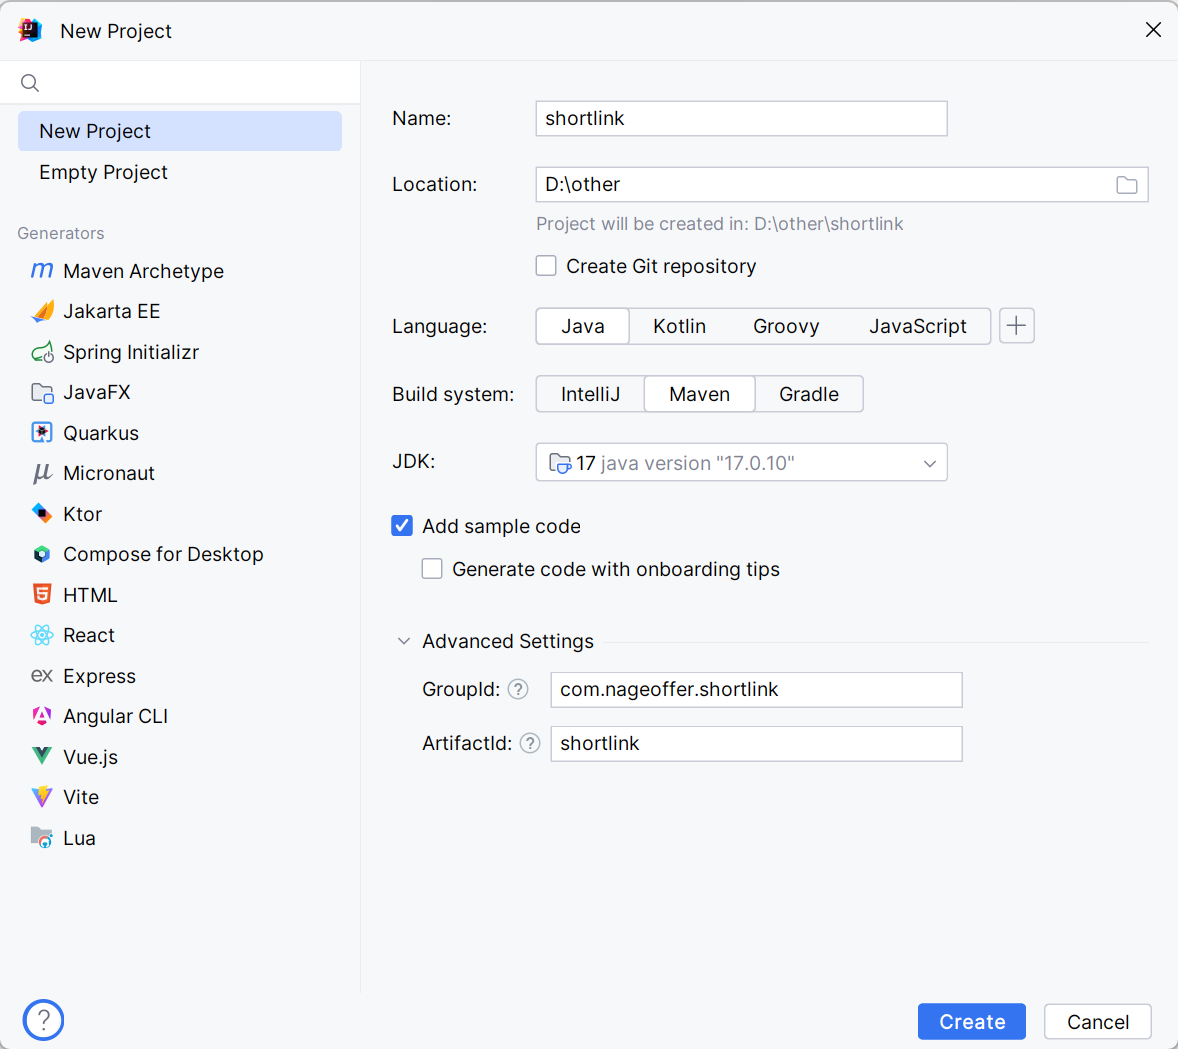 New Project
New Project
Empty Project
Generators
Maven Archetype
Jakarta EE
Spring Initializr
JavaFX
Quarkus
Micronaut
Ktor
Compose for Desktop
HTML
React
ex Express
Angular CLI
Vue.js
Vite
Lua
Name: shortlink
Location: D:\other
Project will be created in: D:\other\shortlink
Create Git repository
Language: Java Kotlin Groovy JavaScript
Build system: IntelliJ Maven Gradle
JDK: 17 java version "17.0.10"
Add sample code
Generate code with onboarding tips
Advanced Settings
GroupId: ? com.nageoffer.shortlink
ArtifactId: ? shortlink
? Create Cancel